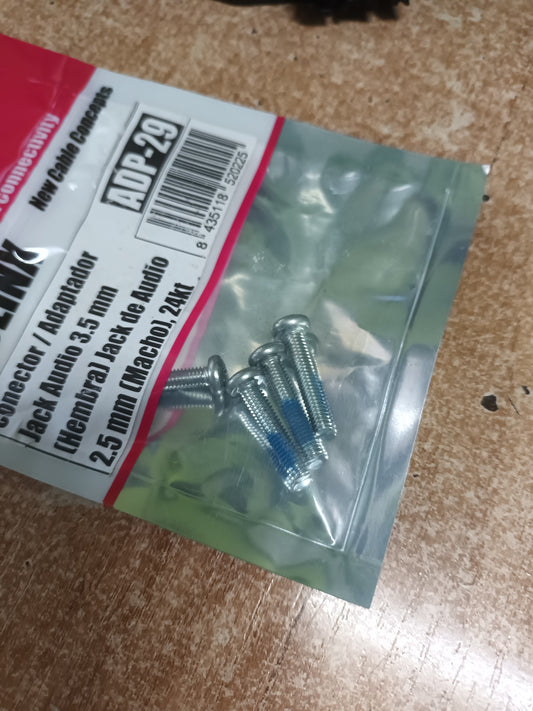 Connectivity
New Cable Concepts
ADP-29
8 435118 520225
Conector / Adaptador
Jack Audio 3.5 mm
(Hembra) Jack de Audio
2.5 mm (Macho), 24kt